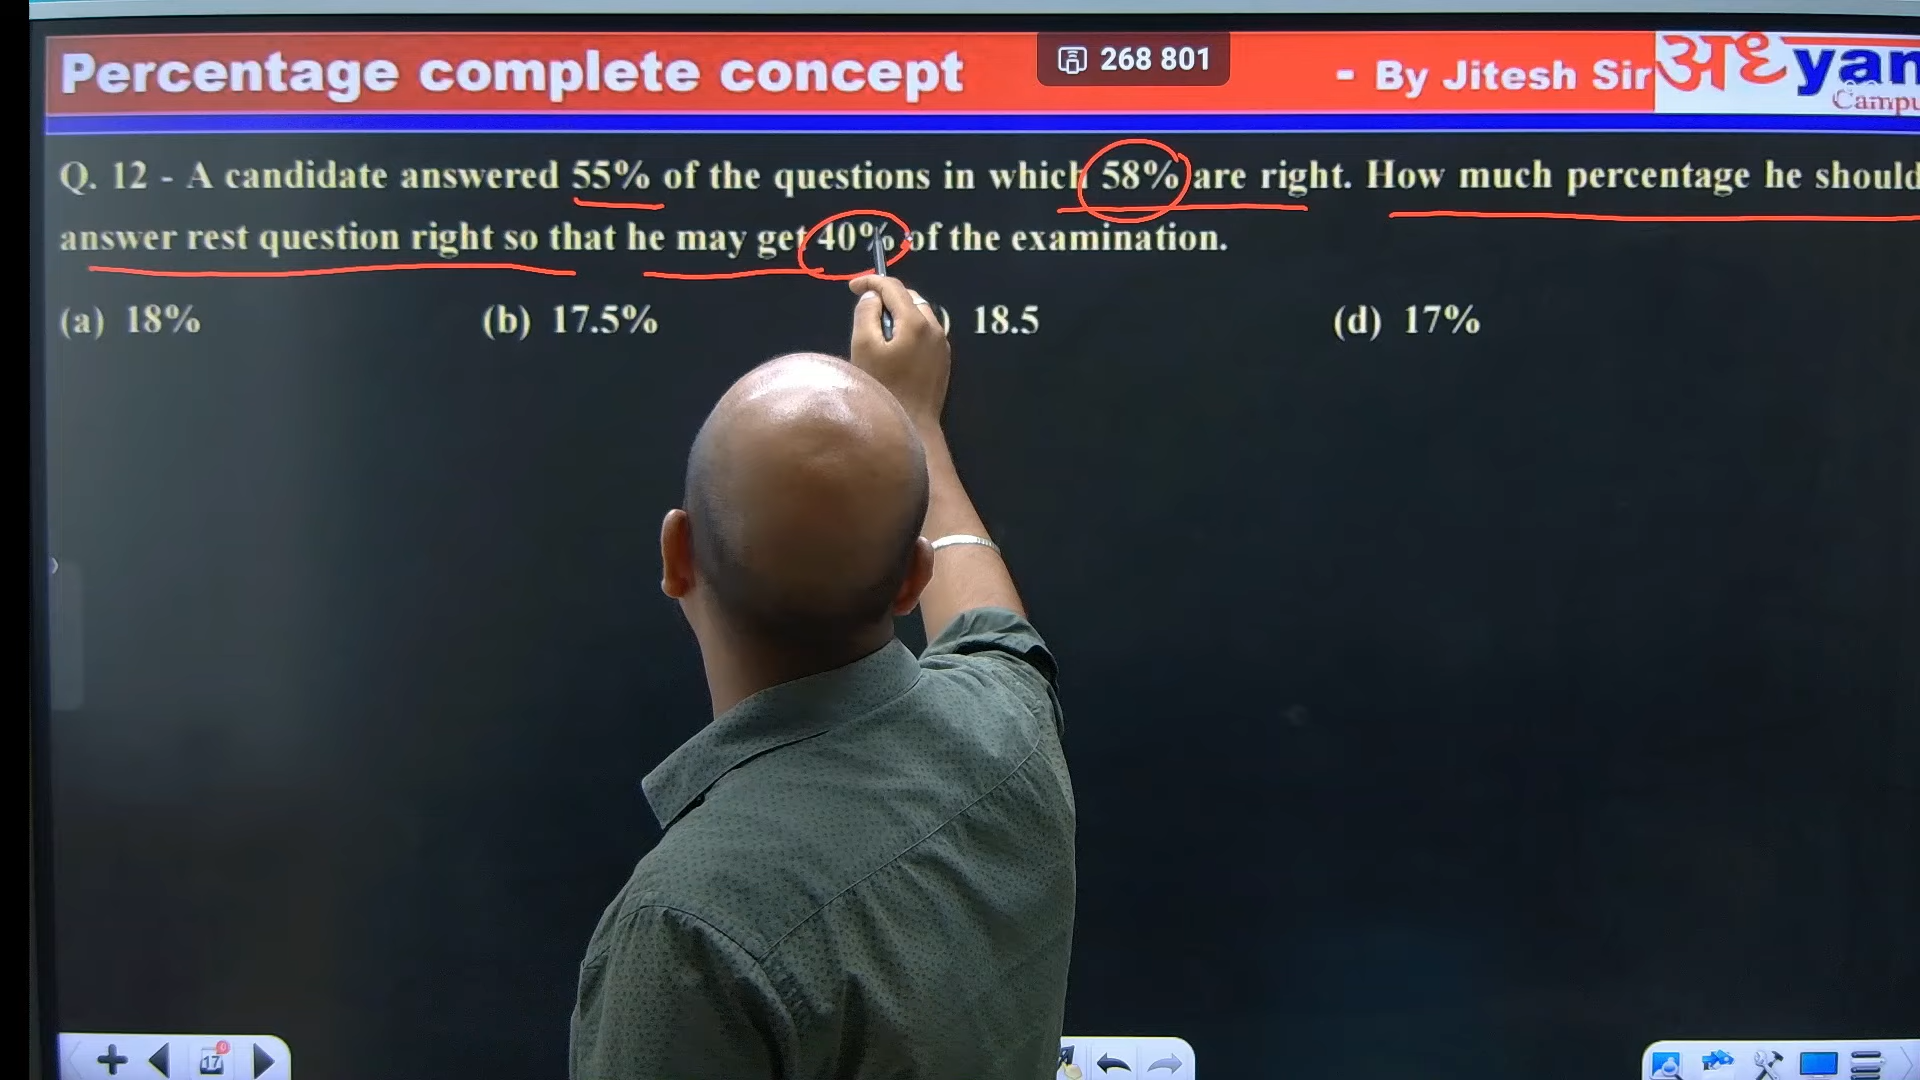 Percentage complete concept
268 801
- By Jitesh Sir
अध्yan
Campu
Q. 12 - A candidate answered 55% of the questions in which 58% are right. How much percentage he should
answer rest question right so that he may get 40% of the examination.
(a) 18% (b) 17.5% ) 18.5 (d) 17%
17